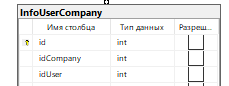 InfoUserCompany
Имя столбца Тип данных Разреш...
id int
idCompany int
idUser int